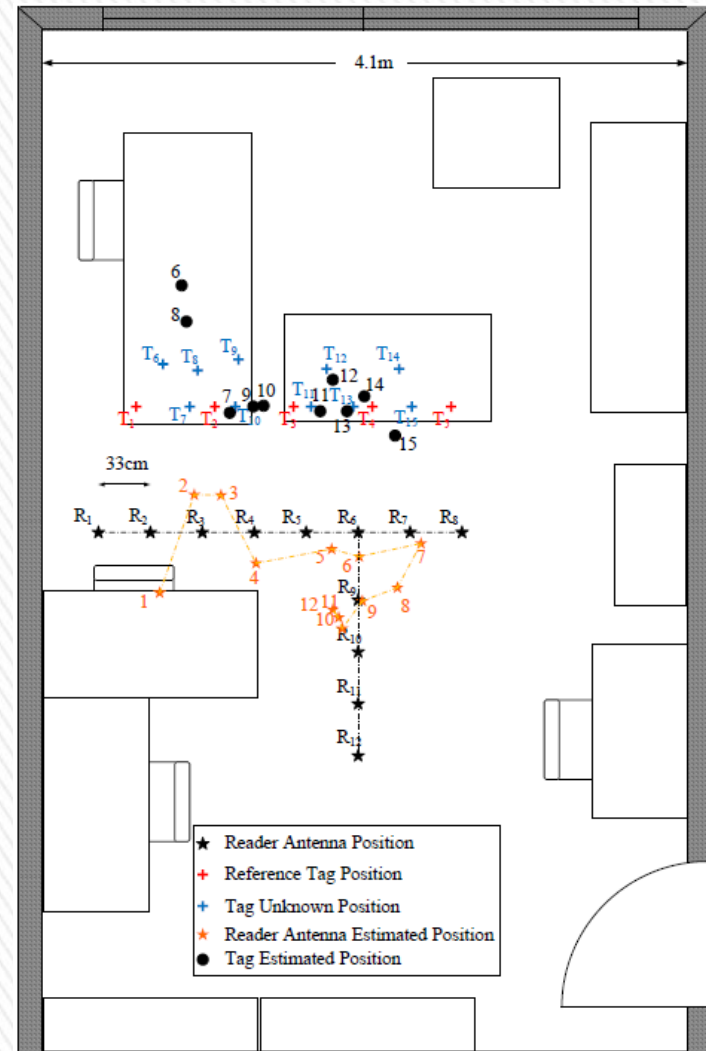 4.1m
6
8
T₆
T₈
T₉
T₁₂
T₁₄
12
14
7
9
10
T₁₁
11
T₁₃
T₁
T₇
T₂
T₁₀
T₃
13
T₄
T₁₅
T₅
15
33cm
2
3
R₁
R₂
R₃
R₄
R₅
R₆
R₇
R₈
4
5
6
7
1
R₉
8
12
11
9
10
R₁₀
R₁₁
R₁₂
Reader Antenna Position
Reference Tag Position
Tag Unknown Position
Reader Antenna Estimated Position
Tag Estimated Position